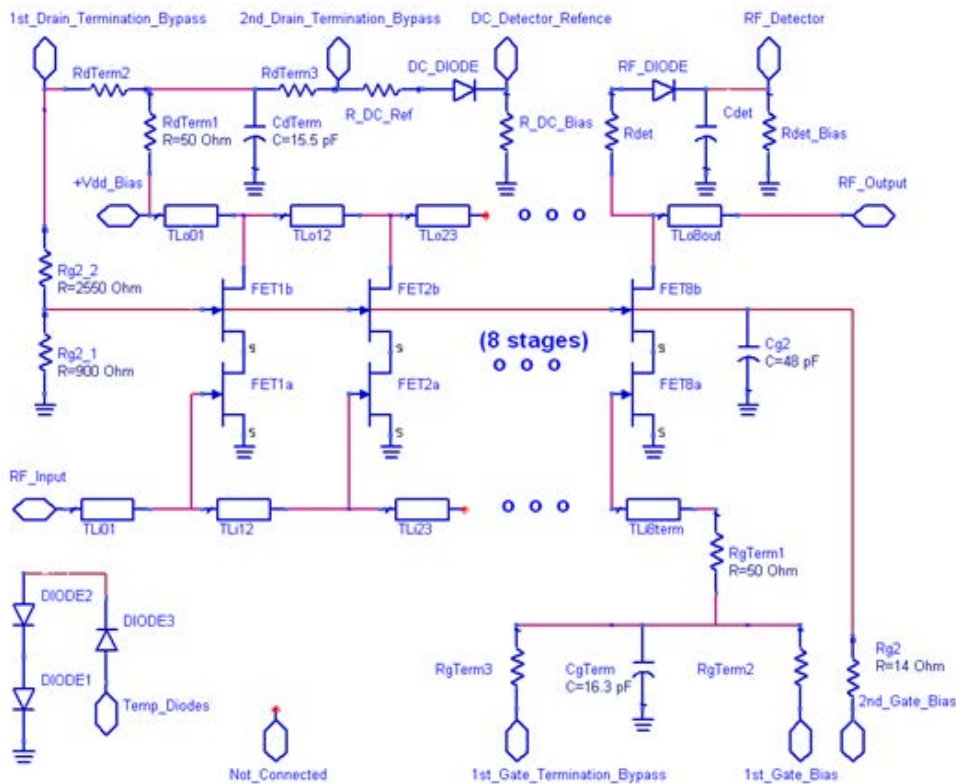 1st_Drain_Termination_Bypass
2nd_Drain_Termination_Bypass
DC_Detector_Refence
RF_Detector
RdTerm2
RdTerm3
DC_DIODE
RF_DIODE
R_DC_Ref
RdTerm1
R=50 Ohm
CdTerm
C=15.5 pF
R_DC_Bias
Rdet
Cdet
Rdet_Bias
+Vdd_Bias
RF_Output
TLo01
TLo12
TLo23
o o o
TLo8out
Rg2_2
R=2550 Ohm
FET1b
FET2b
FET8b
S
S
S
(8 stages)
o o o
Cg2
C=48 pF
Rg2_1
R=900 Ohm
FET1a
FET2a
FET8a
S
S
S
RF_Input
TLi01
TLi12
TLi23
o o o
TLi8term
RgTerm1
R=50 Ohm
DIODE2
DIODE3
DIODE1
Temp_Diodes
RgTerm3
CgTerm
C=16.3 pF
RgTerm2
Rg2
R=14 Ohm
2nd_Gate_Bias
Not_Connected
1st_Gate_Termination_Bypass
1st_Gate_Bias